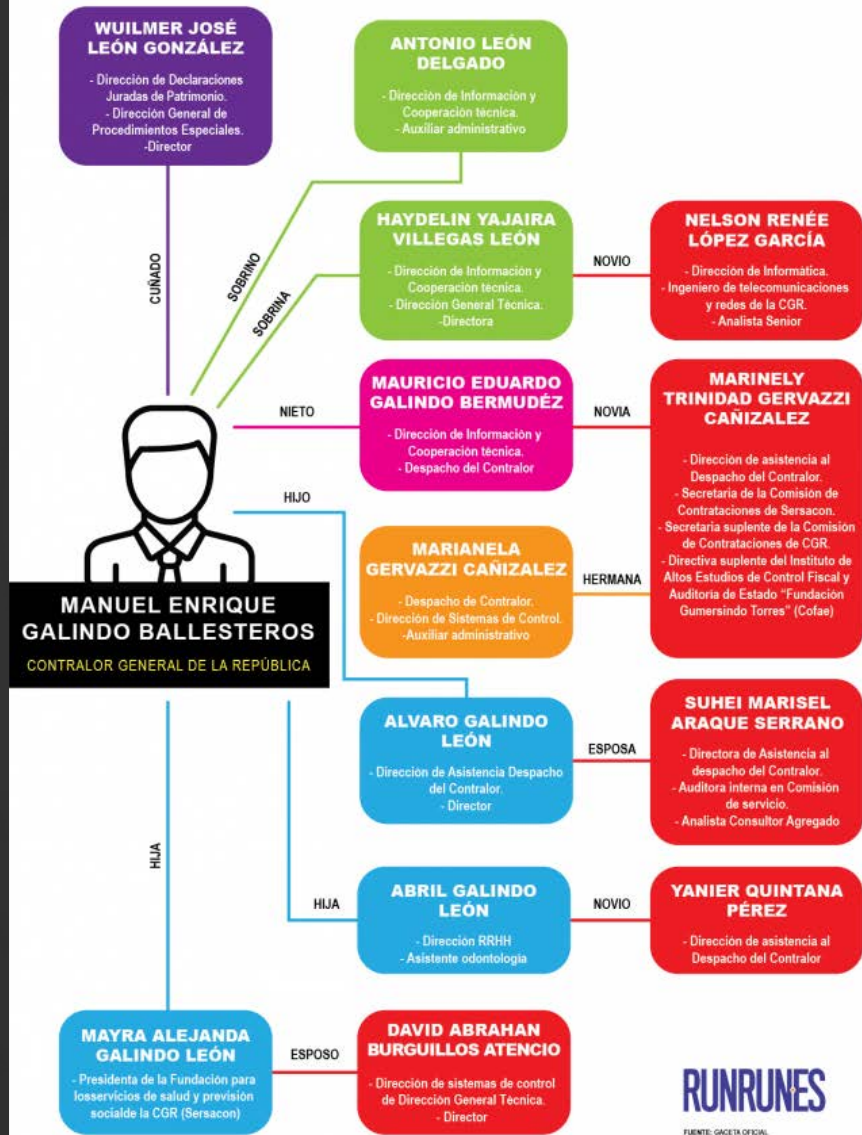 WUILMER JOSÉ
LEÓN GONZÁLEZ
- Dirección de Declaraciones
Juradas de Patrimonio.
- Dirección General de
Procedimientos Especiales.
-Director
ANTONIO LEÓN
DELGADO
- Dirección de Información y
Cooperación técnica.
- Auxiliar administrativo
CUÑADO
SOBRINO
SOBRINA
HAYDELIN YAJAIRA
VILLEGAS LEÓN
- Dirección de Información y
Cooperación técnica.
- Dirección General Técnica.
-Directora
NOVIO
NELSON RENÉE
LÓPEZ GARCÍA
- Dirección de Informática.
- Ingeniero de telecomunicaciones
y redes de la CGR.
- Analista Senior
NIETO
MAURICIO EDUARDO
GALINDO BERMUDÉZ
- Dirección de Información y
Cooperación técnica.
- Despacho del Contralor
NOVIA
MARINELY
TRINIDAD GERVAZZI
CAÑIZALEZ
- Dirección de asistencia al
Despacho del Contralor.
- Secretaria de la Comisión de
Contrataciones de Sersacon.
- Secretaria suplente de la Comisión
de Contrataciones de CGR.
- Directiva suplente del Instituto de
Altos Estudios de Control Fiscal y
Auditoría de Estado “Fundación
Gumersindo Torres” (Cofae)
HIJO
MARIANELA
GERVAZZI CAÑIZALEZ
- Despacho de Contralor.
- Dirección de Sistemas de Control.
-Auxiliar administrativo
HERMANA
MANUEL ENRIQUE
GALINDO BALLESTEROS
CONTRALOR GENERAL DE LA REPÚBLICA
ALVARO GALINDO
LEÓN
- Dirección de Asistencia Despacho
del Contralor.
- Director
ESPOSA
SUHEI MARISEL
ARAQUE SERRANO
- Directora de Asistencia al
despacho del Contralor.
- Auditora interna en Comisión
de servicio.
- Analista Consultor Agregado
HIJA
HIJA
ABRIL GALINDO
LEÓN
- Dirección RRHH
- Asistente odontología
NOVIO
YANIER QUINTANA
PÉREZ
- Dirección de asistencia al
Despacho del Contralor
MAYRA ALEJANDA
GALINDO LEÓN
- Presidenta de la Fundación para
losservicios de salud y previsión
socialde la CGR (Sersacon)
ESPOSO
DAVID ABRAHAN
BURGUILLOS ATENCIO
- Dirección de sistemas de control
de Dirección General Técnica.
- Director
RUNRUNES
FUENTE: GACETA OFICIAL